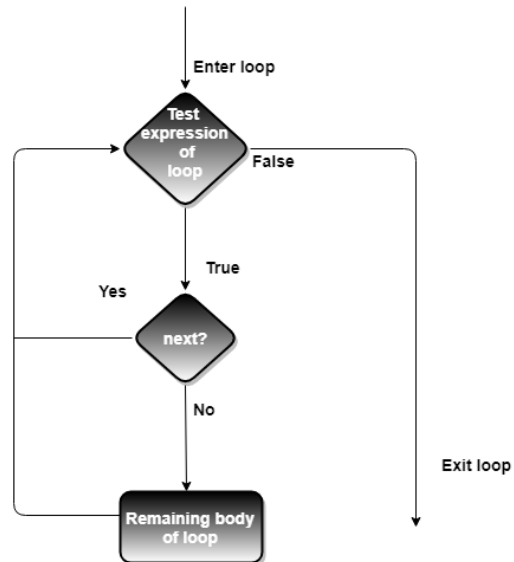 Enter loop
Test
expression
of
loop
False
True
Yes
next?
No
Exit loop
Remaining body
of loop